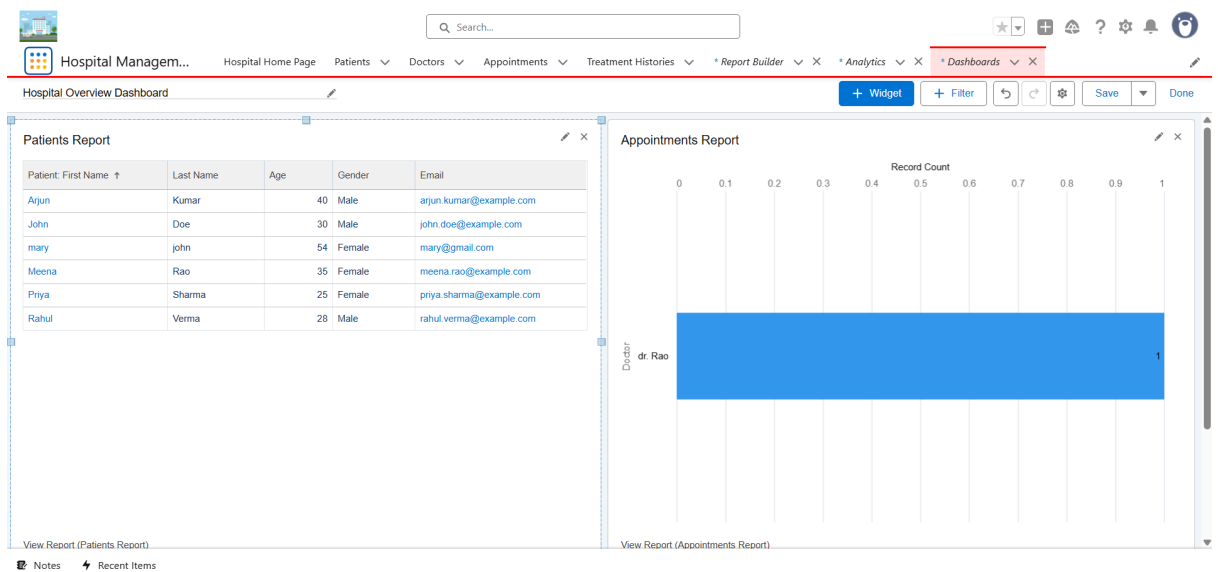 Search...
Hospital Managem... Hospital Home Page Patients Doctors Appointments Treatment Histories * Report Builder * Analytics * Dashboards
Hospital Overview Dashboard + Widget + Filter Save Done
Patients Report
Patient: First Name ↑ Last Name Age Gender Email
Arjun Kumar 40 Male arjun.kumar@example.com
John Doe 30 Male john.doe@example.com
mary john 54 Female mary@gmail.com
Meena Rao 35 Female meena.rao@example.com
Priya Sharma 25 Female priya.sharma@example.com
Rahul Verma 28 Male rahul.verma@example.com
View Report (Patients Report)
Appointments Report
Record Count
0 0.1 0.2 0.3 0.4 0.5 0.6 0.7 0.8 0.9 1
Doctor
dr. Rao 1
View Report (Appointments Report)
Notes Recent Items